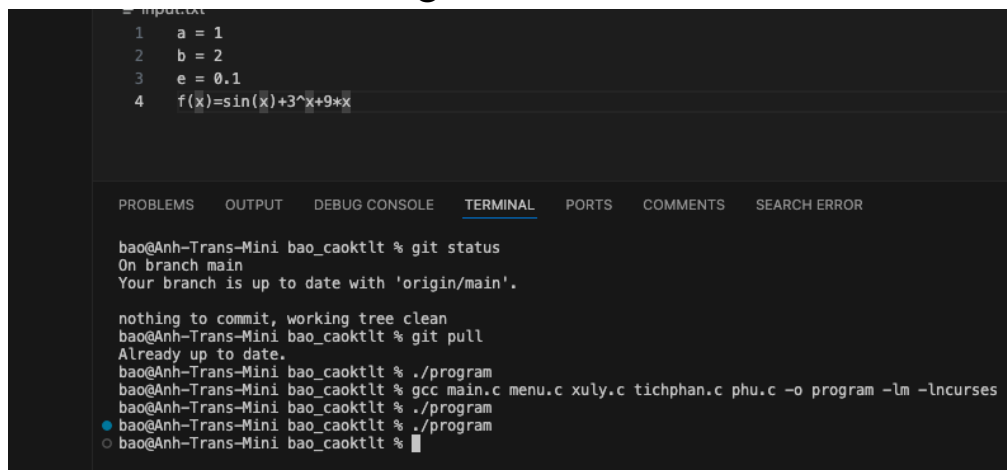 input.txt
1 a = 1
2 b = 2
3 e = 0.1
4 f(x)=sin(x)+3^x+9*x
PROBLEMS OUTPUT DEBUG CONSOLE TERMINAL PORTS COMMENTS SEARCH ERROR
bao@Anh-Trans-Mini bao_caoktlt % git status
On branch main
Your branch is up to date with 'origin/main'.
nothing to commit, working tree clean
bao@Anh-Trans-Mini bao_caoktlt % git pull
Already up to date.
bao@Anh-Trans-Mini bao_caoktlt % ./program
bao@Anh-Trans-Mini bao_caoktlt % gcc main.c menu.c xuly.c tichphan.c phu.c -o program -lm -lncurses
bao@Anh-Trans-Mini bao_caoktlt % ./program
bao@Anh-Trans-Mini bao_caoktlt % ./program
bao@Anh-Trans-Mini bao_caoktlt %